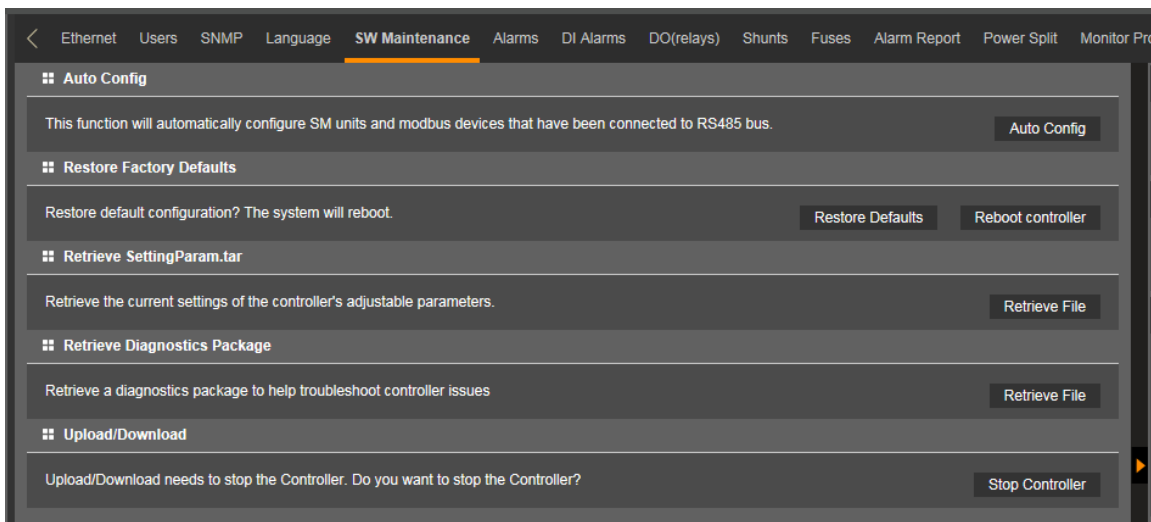 Ethernet Users SNMP Language SW Maintenance Alarms DI Alarms DO(relays) Shunts Fuses Alarm Report Power Split Monitor Pro
Auto Config
This function will automatically configure SM units and modbus devices that have been connected to RS485 bus. Auto Config
Restore Factory Defaults
Restore default configuration? The system will reboot. Restore Defaults Reboot controller
Retrieve SettingParam.tar
Retrieve the current settings of the controller's adjustable parameters. Retrieve File
Retrieve Diagnostics Package
Retrieve a diagnostics package to help troubleshoot controller issues Retrieve File
Upload/Download
Upload/Download needs to stop the Controller. Do you want to stop the Controller? Stop Controller